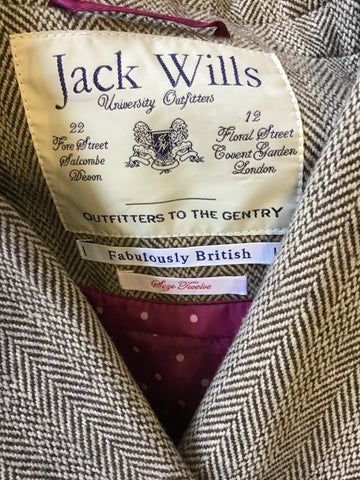 Jack Wills
University Outfitters
22
Fore Street
Salcombe
Devon
12
Floral Street
Covent Garden
London
OUTFITTERS TO THE GENTRY
Fabulously British
Size Twelve